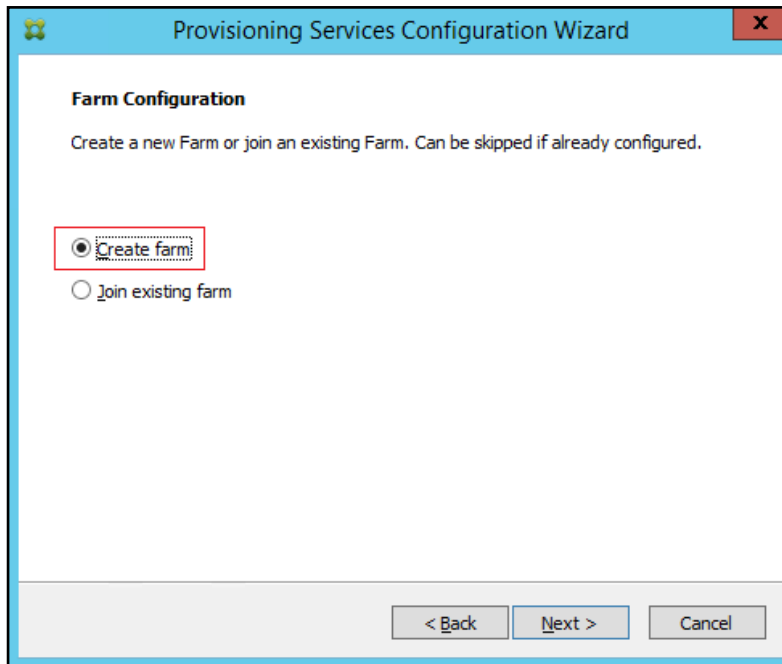 Provisioning Services Configuration Wizard
x
Farm Configuration
Create a new Farm or join an existing Farm. Can be skipped if already configured.
Create farm
Join existing farm
< Back
Next >
Cancel